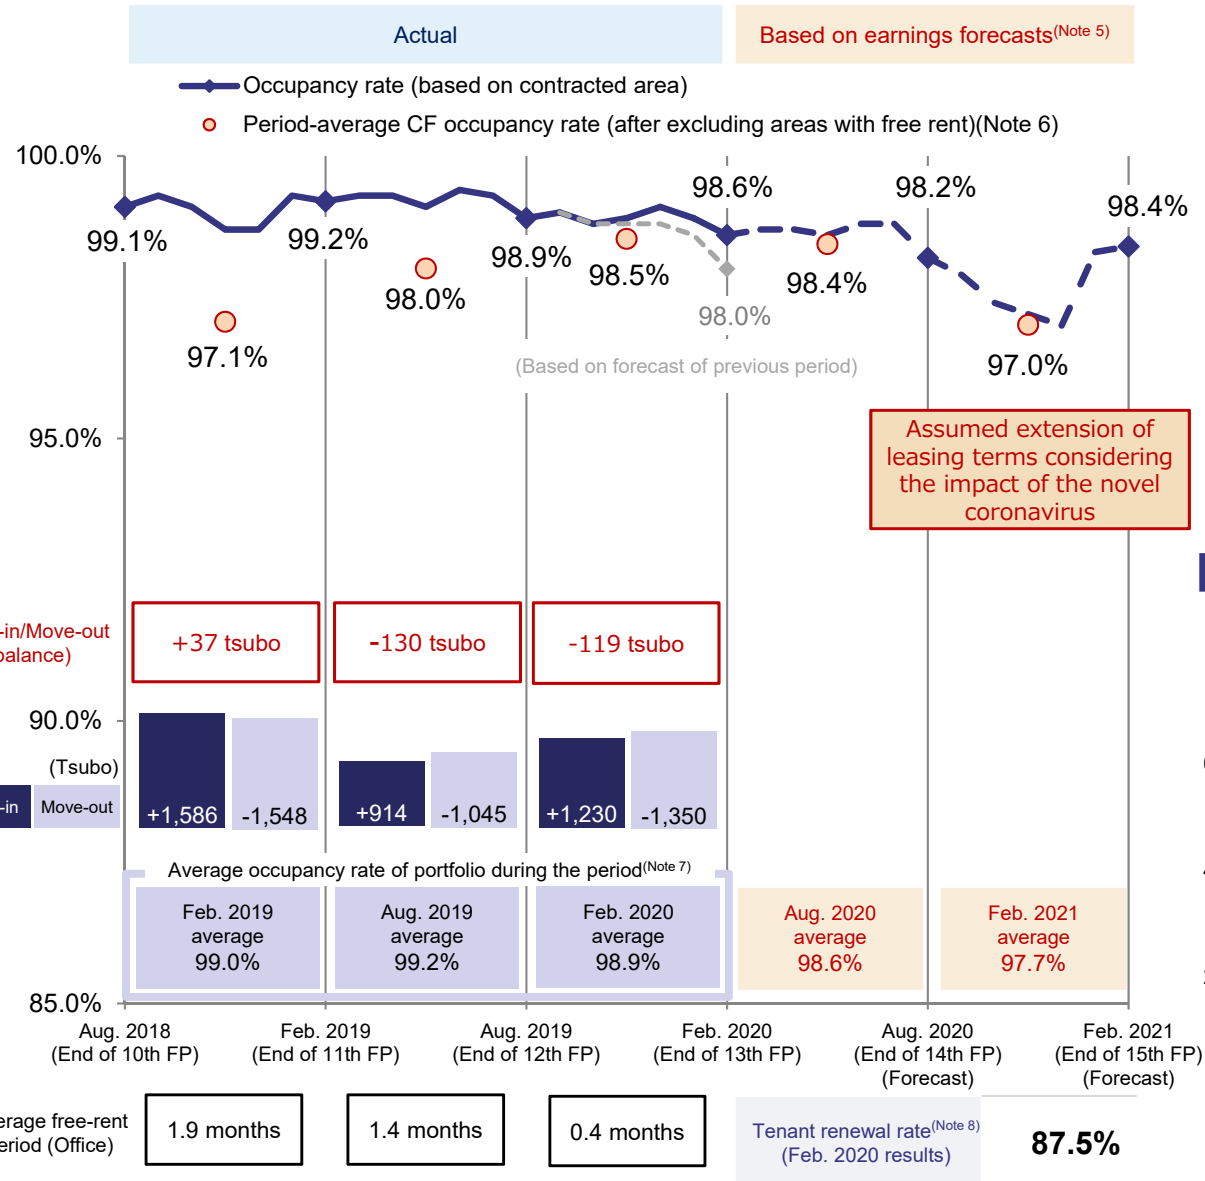 Actual
Based on earnings forecasts(Note 5)
Occupancy rate (based on contracted area)
Period-average CF occupancy rate (after excluding areas with free rent)(Note 6)
100.0%
98.6%
98.2%
98.4%
99.1%
99.2%
98.9%
98.5%
98.4%
98.0%
98.0%
97.1%
(Based on forecast of previous period)
97.0%
95.0%
Assumed extension of
leasing terms considering
the impact of the novel
coronavirus
-in/Move-out
balance)
+37 tsubo
-130 tsubo
-119 tsubo
90.0%
(Tsubo)
-in
Move-out
+1,586
-1,548
+914
-1,045
+1,230
-1,350
Average occupancy rate of portfolio during the period(Note 7)
Feb. 2019
average
99.0%
Aug. 2019
average
99.2%
Feb. 2020
average
98.9%
Aug. 2020
average
98.6%
Feb. 2021
average
97.7%
85.0%
Aug. 2018
(End of 10th FP)
Feb. 2019
(End of 11th FP)
Aug. 2019
(End of 12th FP)
Feb. 2020
(End of 13th FP)
Aug. 2020
(End of 14th FP)
(Forecast)
Feb. 2021
(End of 15th FP)
(Forecast)
erage free-rent
eriod (Office)
1.9 months
1.4 months
0.4 months
Tenant renewal rate(Note 8)
(Feb. 2020 results)
87.5%